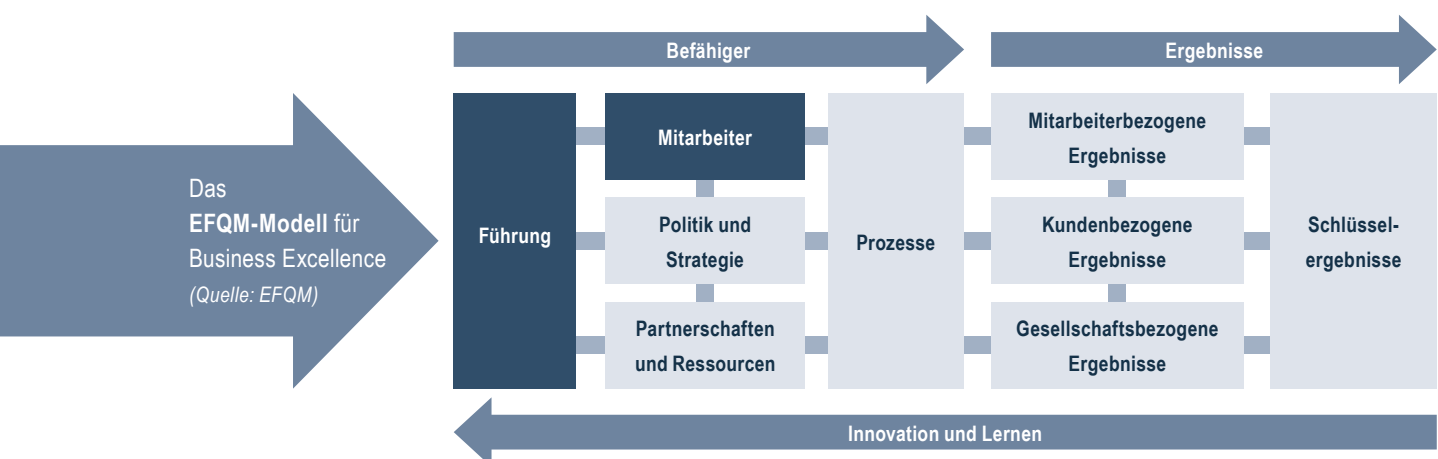 Befähiger
Ergebnisse
Das
EFQM-Modell für
Business Excellence
(Quelle: EFQM)
Führung
Mitarbeiter
Politik und
Strategie
Partnerschaften
und Ressourcen
Prozesse
Mitarbeiterbezogene
Ergebnisse
Kundenbezogene
Ergebnisse
Gesellschaftsbezogene
Ergebnisse
Schlüssel-
ergebnisse
Innovation und Lernen